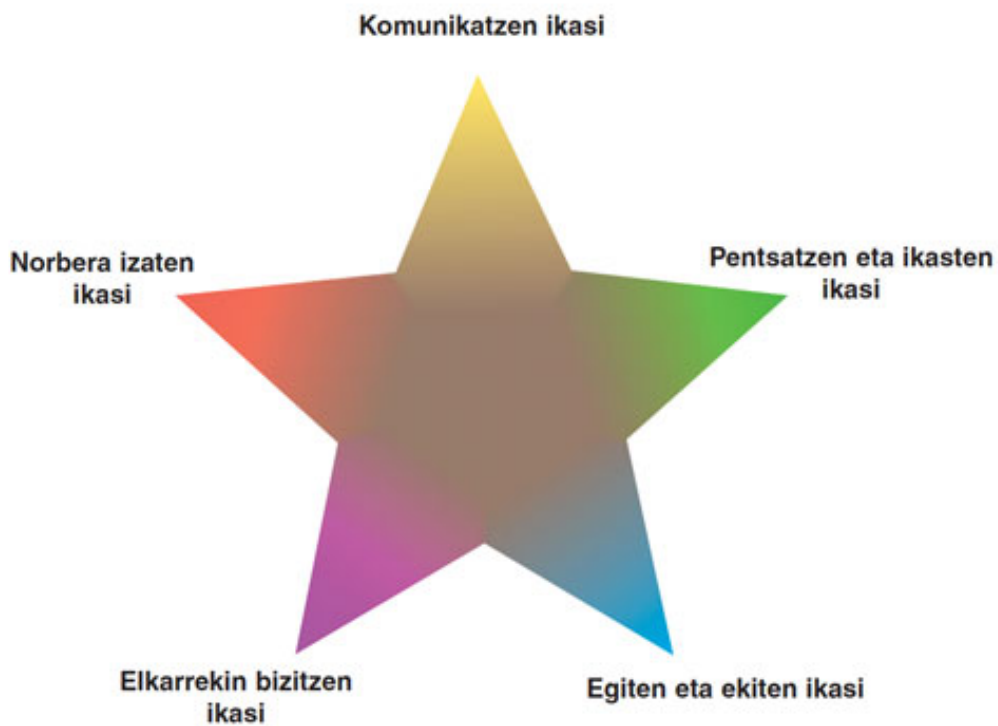 Komunikatzen ikasi
Norbera izaten
ikasi
Pentsatzen eta ikasten
ikasi
Elkarrekin bizitzen
ikasi
Egiten eta ekiten ikasi